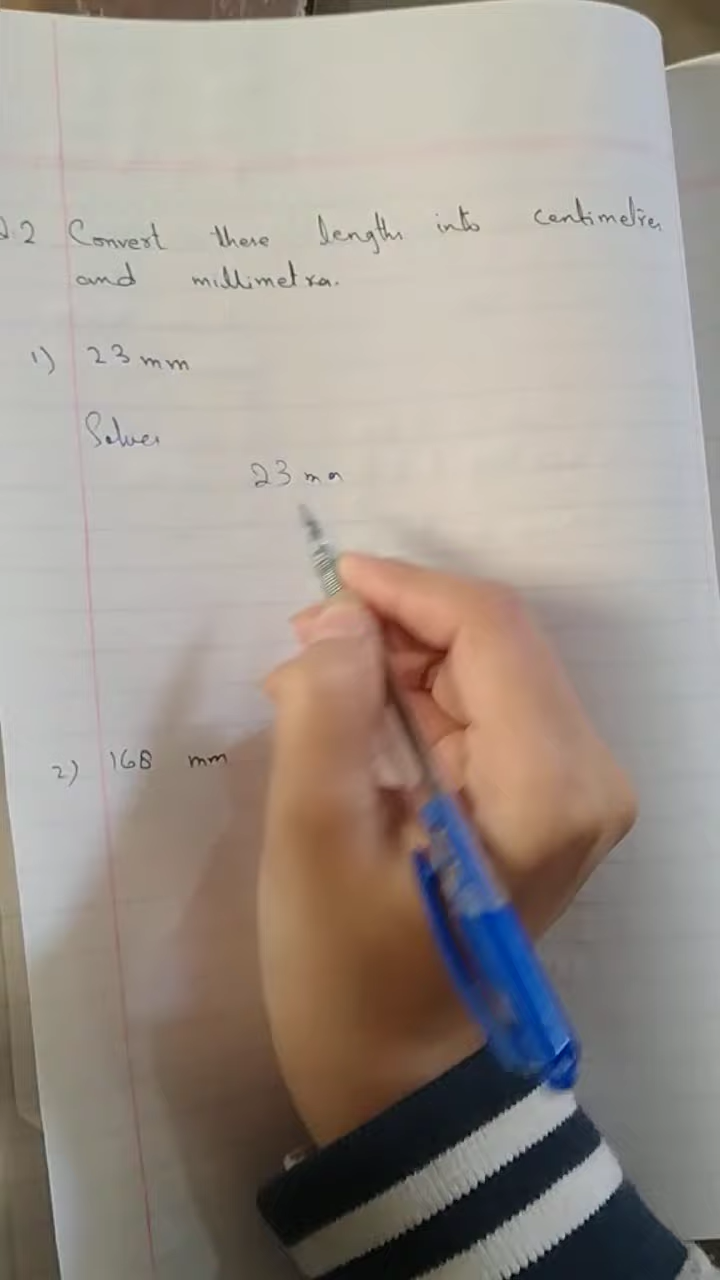 Q.2 Convert these lengths into centimetres
and millimetres.
1) 23 mm
Solve
23 mm
2) 168 mm